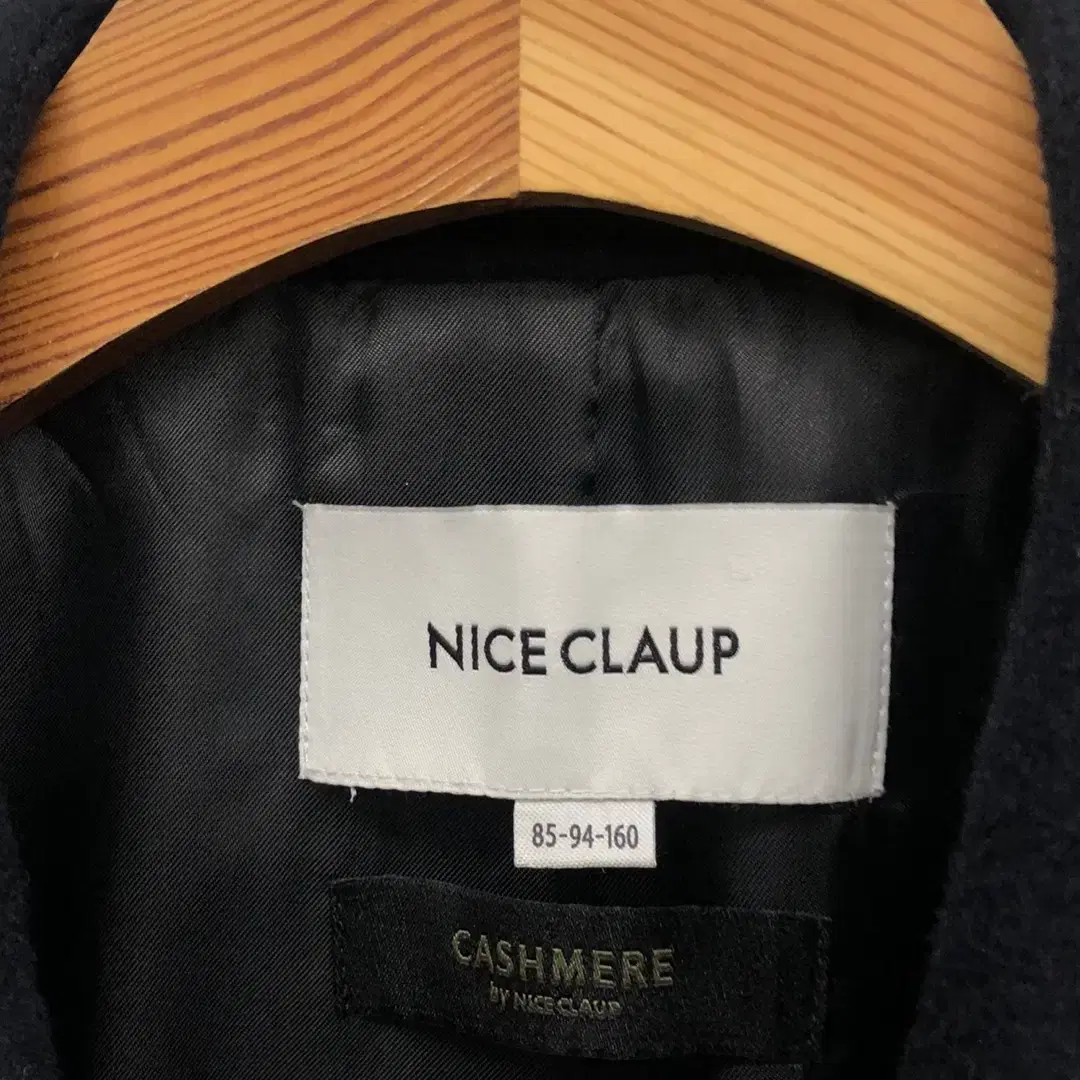 NICE CLAUP
85-94-160
CASHMERE
by NICE CLAUP